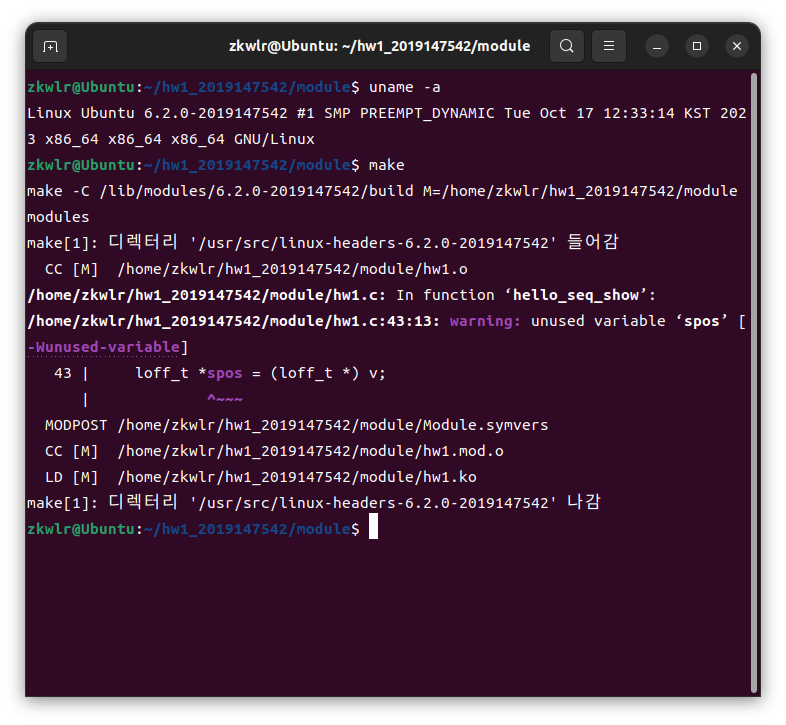 zkwlr@Ubuntu: ~/hw1_2019147542/module
zkwlr@Ubuntu:~/hw1_2019147542/module$ uname -a
Linux Ubuntu 6.2.0-2019147542 #1 SMP PREEMPT_DYNAMIC Tue Oct 17 12:33:14 KST 202
3 x86_64 x86_64 x86_64 GNU/Linux
zkwlr@Ubuntu:~/hw1_2019147542/module$ make
make -C /lib/modules/6.2.0-2019147542/build M=/home/zkwlr/hw1_2019147542/module
modules
make[1]: 디렉터리 '/usr/src/linux-headers-6.2.0-2019147542' 들어감
  CC [M]  /home/zkwlr/hw1_2019147542/module/hw1.o
/home/zkwlr/hw1_2019147542/module/hw1.c: In function ‘hello_seq_show’:
/home/zkwlr/hw1_2019147542/module/hw1.c:43:13: warning: unused variable ‘spos’ [
-Wunused-variable]
   43 |     loff_t *spos = (loff_t *) v;
      |             ^~~~
  MODPOST /home/zkwlr/hw1_2019147542/module/Module.symvers
  CC [M]  /home/zkwlr/hw1_2019147542/module/hw1.mod.o
  LD [M]  /home/zkwlr/hw1_2019147542/module/hw1.ko
make[1]: 디렉터리 '/usr/src/linux-headers-6.2.0-2019147542' 나감
zkwlr@Ubuntu:~/hw1_2019147542/module$